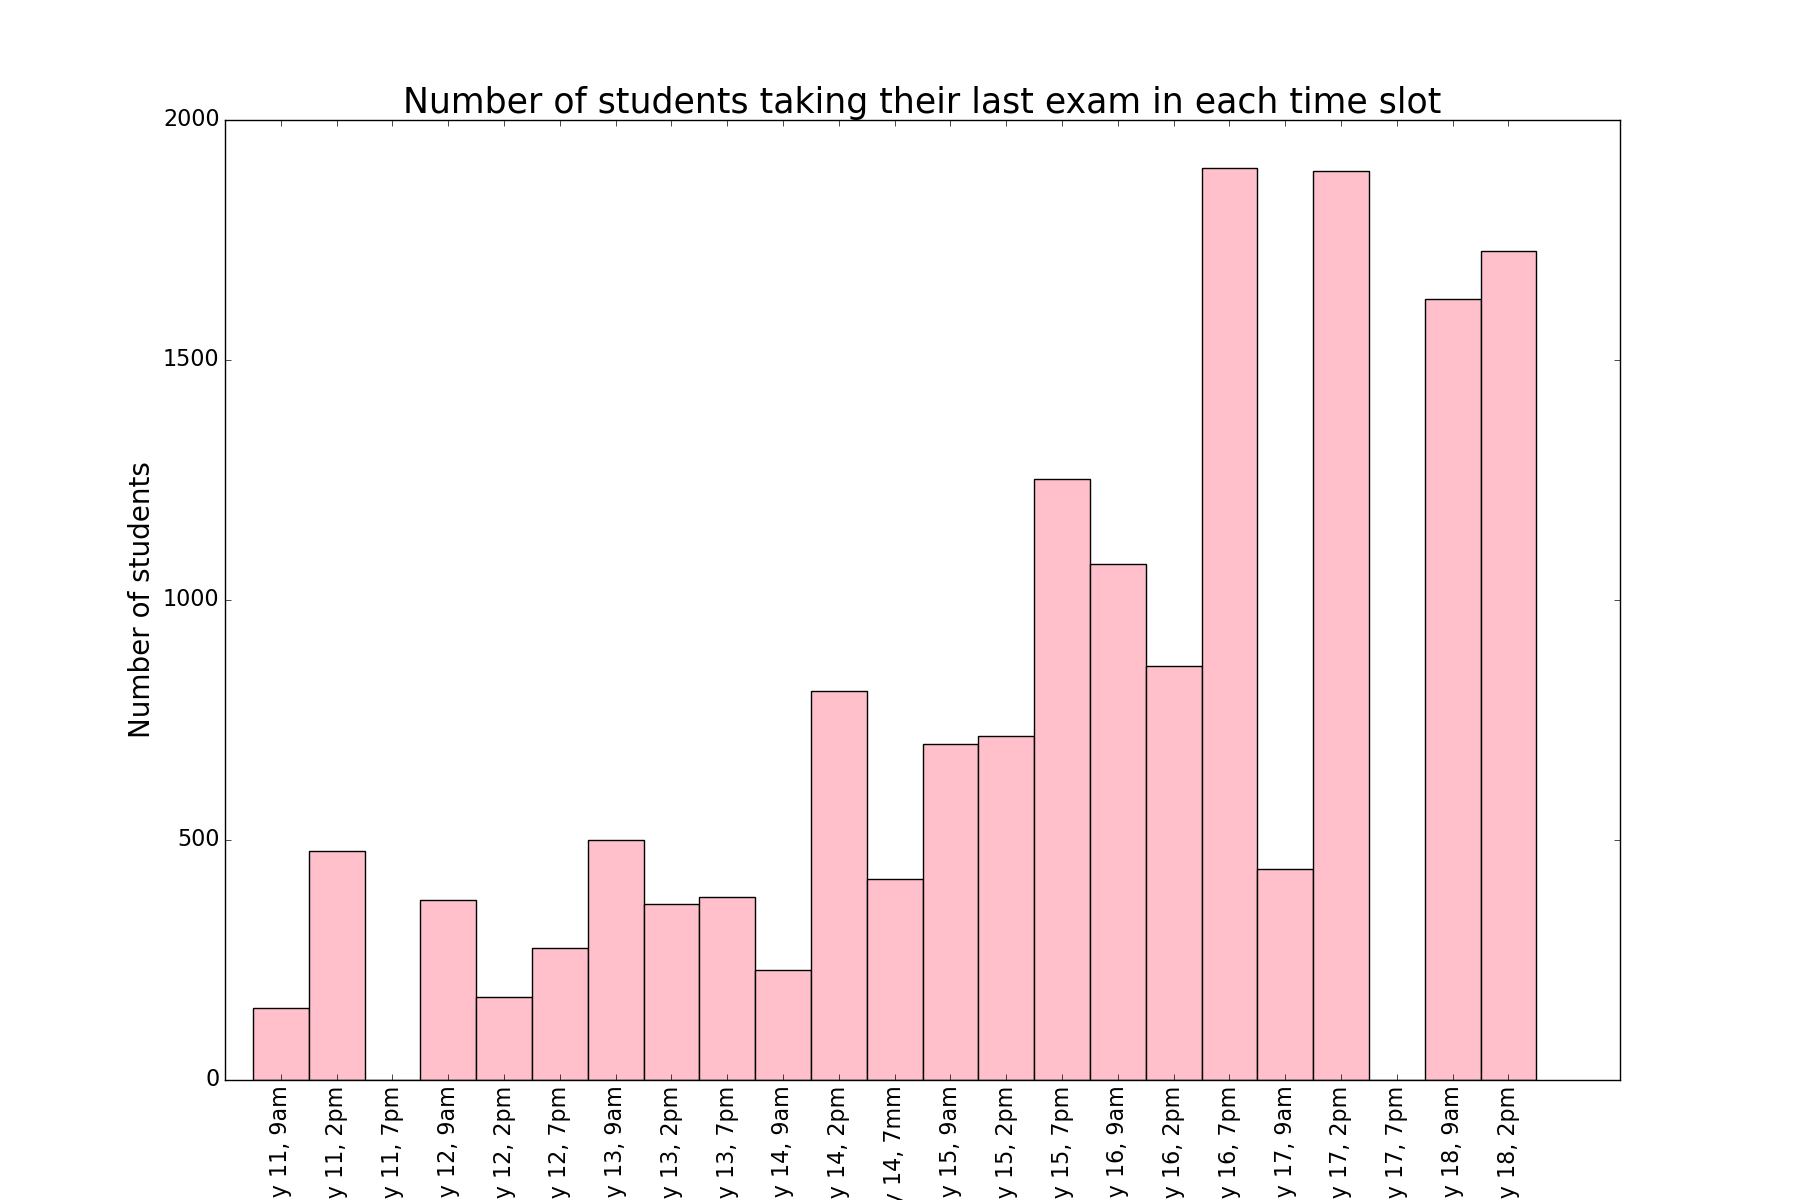 Number of students taking their last exam in each time slot
2000
1500
1000
500
0
Number of students
y 11, 9am
y 11, 2pm
y 11, 7pm
y 12, 9am
y 12, 2pm
y 12, 7pm
y 13, 9am
y 13, 2pm
y 13, 7pm
y 14, 9am
y 14, 2pm
y 14, 7mm
y 15, 9am
y 15, 2pm
y 15, 7pm
y 16, 9am
y 16, 2pm
y 16, 7pm
y 17, 9am
y 17, 2pm
y 17, 7pm
y 18, 9am
y 18, 2pm